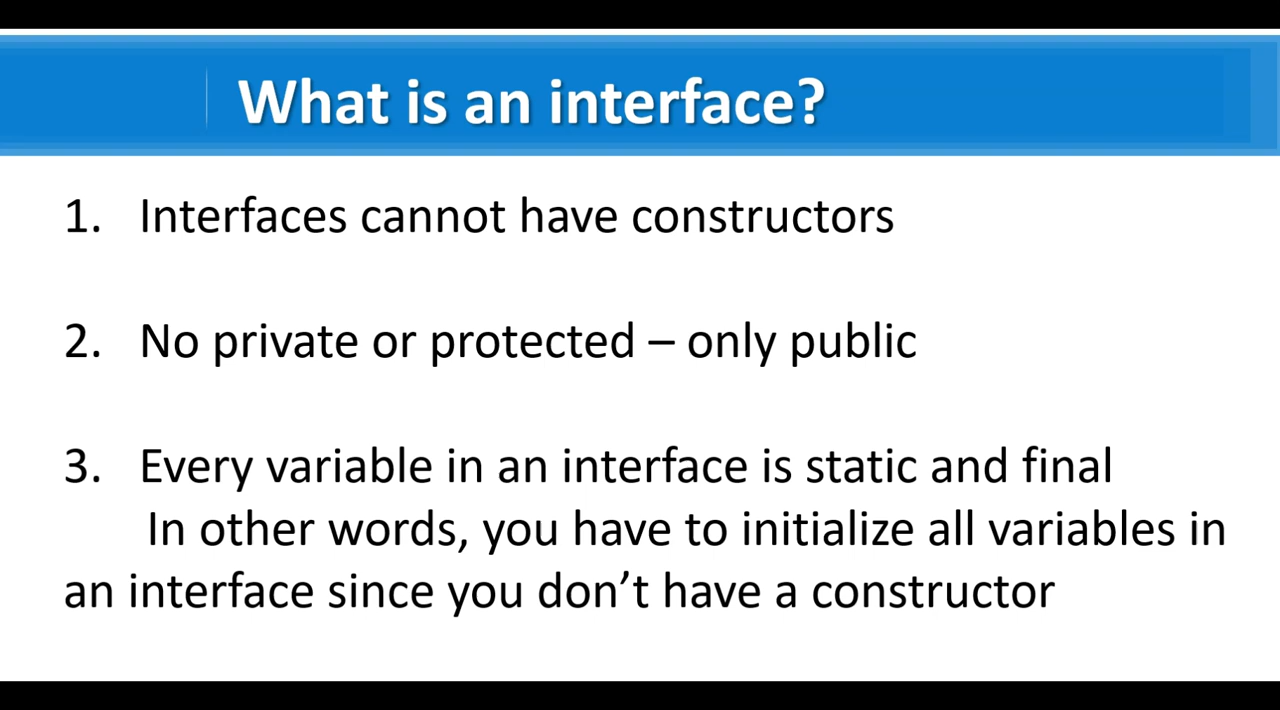 What is an interface?
1. Interfaces cannot have constructors
2. No private or protected – only public
3. Every variable in an interface is static and final
In other words, you have to initialize all variables in
an interface since you don’t have a constructor